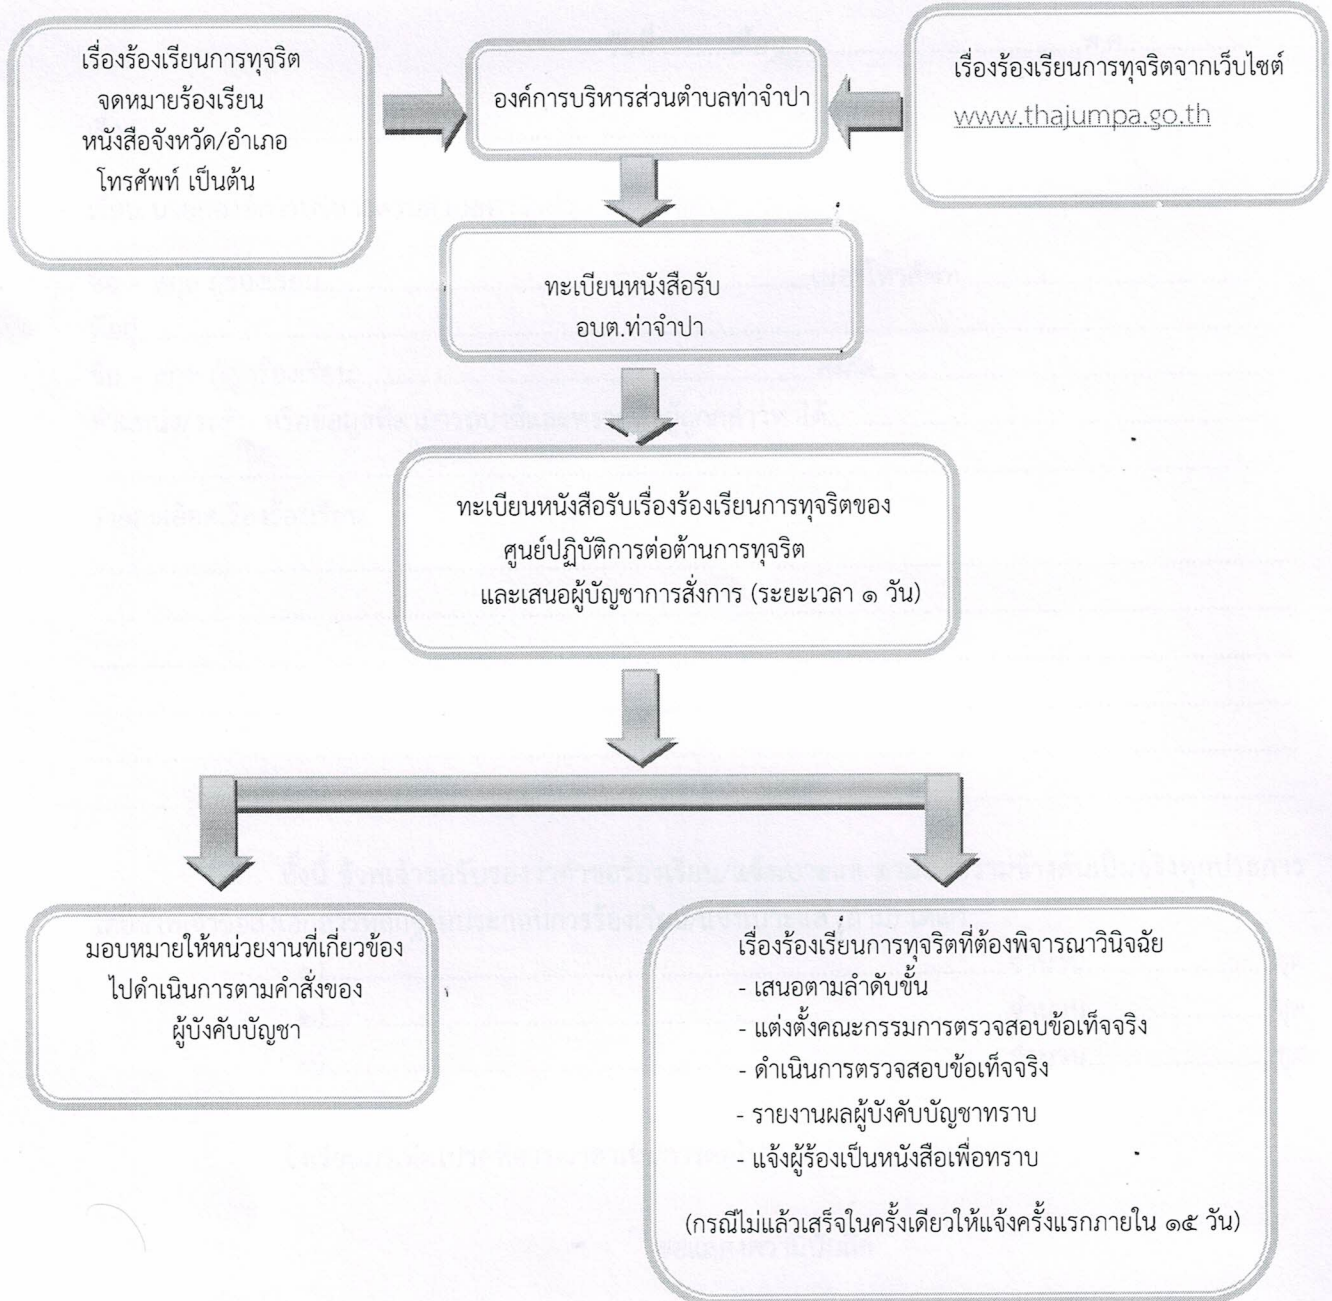 เรื่องร้องเรียนการทุจริต
จดหมายร้องเรียน
หนังสือจังหวัด/อำเภอ
โทรศัพท์ เป็นต้น
องค์การบริหารส่วนตำบลท่าจำปา
เรื่องร้องเรียนการทุจริตจากเว็บไซต์
www.thajumpa.go.th
ทะเบียนหนังสือรับ
อบต.ท่าจำปา
ทะเบียนหนังสือรับเรื่องร้องเรียนการทุจริตของ
ศูนย์ปฏิบัติการต่อต้านการทุจริต
และเสนอผู้บัญชาการสั่งการ (ระยะเวลา ๑ วัน)
มอบหมายให้หน่วยงานที่เกี่ยวข้อง
ไปดำเนินการตามคำสั่งของ
ผู้บังคับบัญชา
เรื่องร้องเรียนการทุจริตที่ต้องพิจารณาวินิจฉัย
- เสนอตามลำดับขั้น
- แต่งตั้งคณะกรรมการตรวจสอบข้อเท็จจริง
- ดำเนินการตรวจสอบข้อเท็จจริง
- รายงานผลผู้บังคับบัญชาทราบ
- แจ้งผู้ร้องเป็นหนังสือเพื่อทราบ
(กรณีไม่แล้วเสร็จในครั้งเดียวให้แจ้งครั้งแรกภายใน ๑๕ วัน)